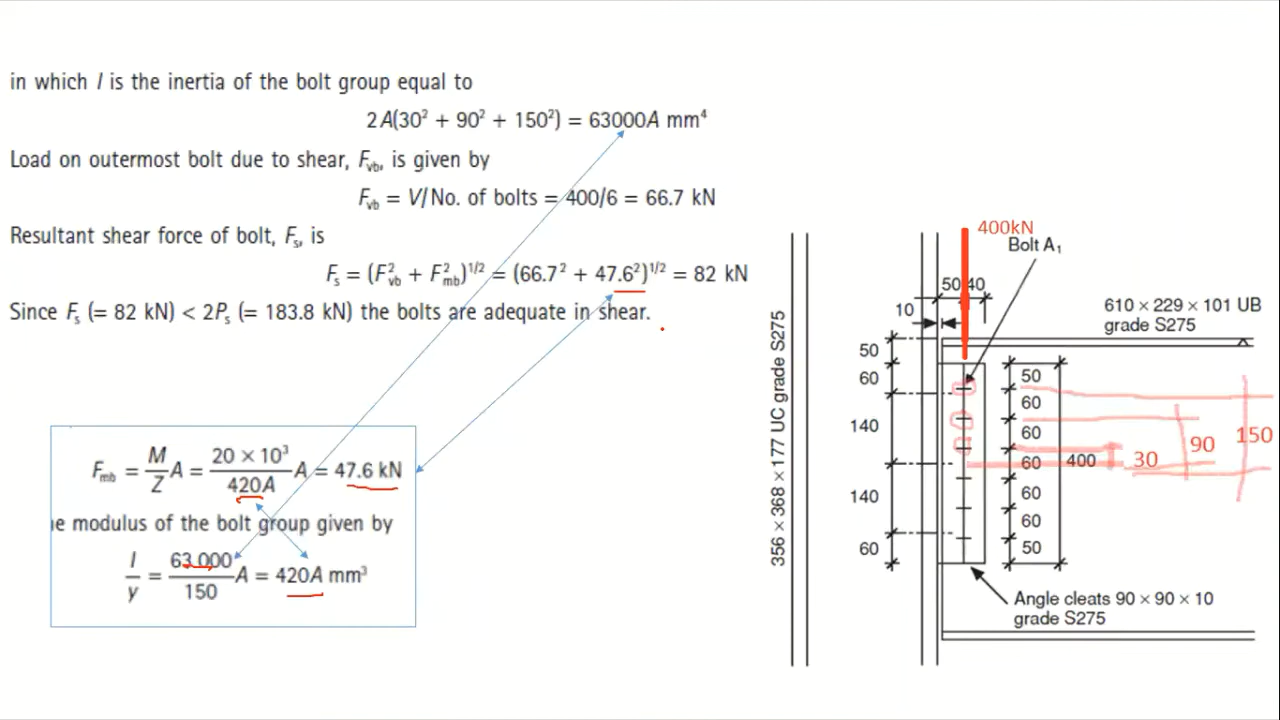 in which I is the inertia of the bolt group equal to
2A(30² + 90² + 150²) = 63000A mm⁴
Load on outermost bolt due to shear, Fvb, is given by
Fvb = V/No. of bolts = 400/6 = 66.7 kN
Resultant shear force of bolt, Fs, is
Fs = (F²vb + F²mb)^1/2 = (66.7² + 47.6²)^1/2 = 82 kN
Since Fs (= 82 kN) < 2Ps (= 183.8 kN) the bolts are adequate in shear.
Fmb = M/Z A = 20 × 10³/420A A = 47.6 kN
e modulus of the bolt group given by
I/y = 63.000/150 A = 420A mm³
400kN
Bolt A₁
50 40
10
610 × 229 × 101 UB
grade S275
50
60
140
140
60
50
60
60
60
60
60
50
400
30
90
150
356 × 368 × 177 UC grade S275
Angle cleats 90 × 90 × 10
grade S275